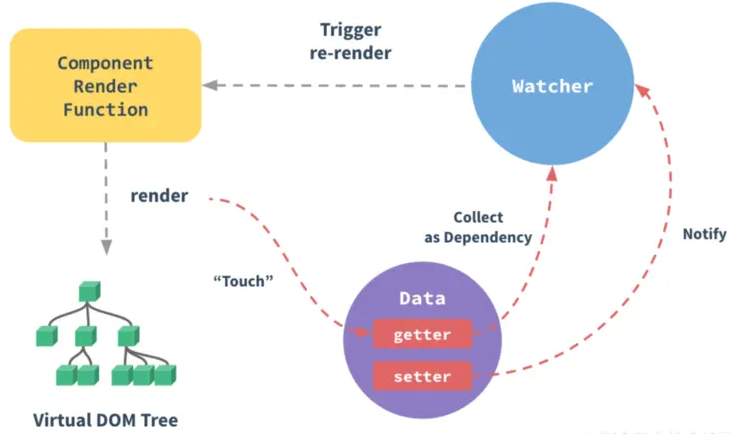 Trigger
re-render
Component
Render
Function
Watcher
render
Collect
as Dependency
Notify
“Touch”
Data
getter
setter
Virtual DOM Tree